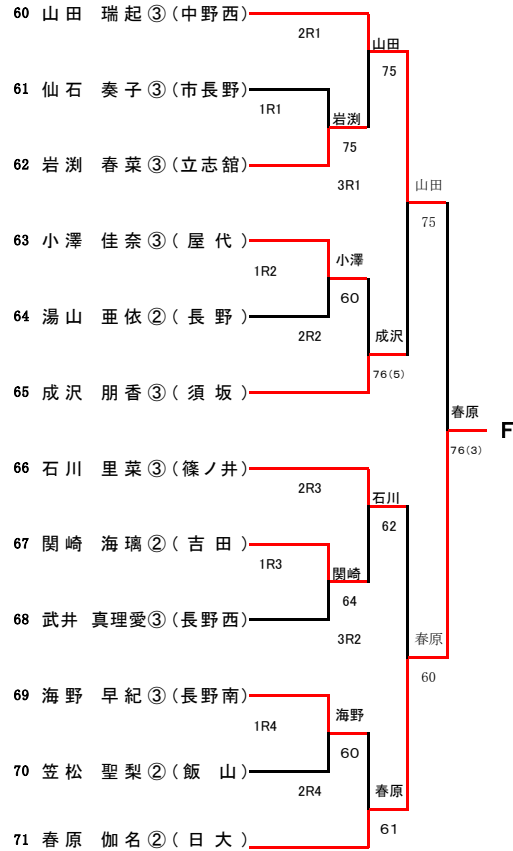 60 山田 瑞起③(中野西)
2R1
山田
75
61 仙石 奏子③(市長野)
1R1
岩渕
75
62 岩渕 春菜③(立志舘)
3R1
山田
75
63 小澤 佳奈③(屋代)
1R2
小澤
60
64 湯山 亜依②(長野)
2R2
成沢
76(5)
65 成沢 朋香③(須坂)
春原
F
76(3)
66 石川 里菜③(篠ノ井)
2R3
石川
62
67 関崎 海璃②(吉田)
1R3
関崎
64
68 武井 真理愛③(長野西)
3R2
春原
60
69 海野 早紀③(長野南)
1R4
海野
60
70 笠松 聖梨②(飯山)
2R4
春原
61
71 春原 伽名②(日大)